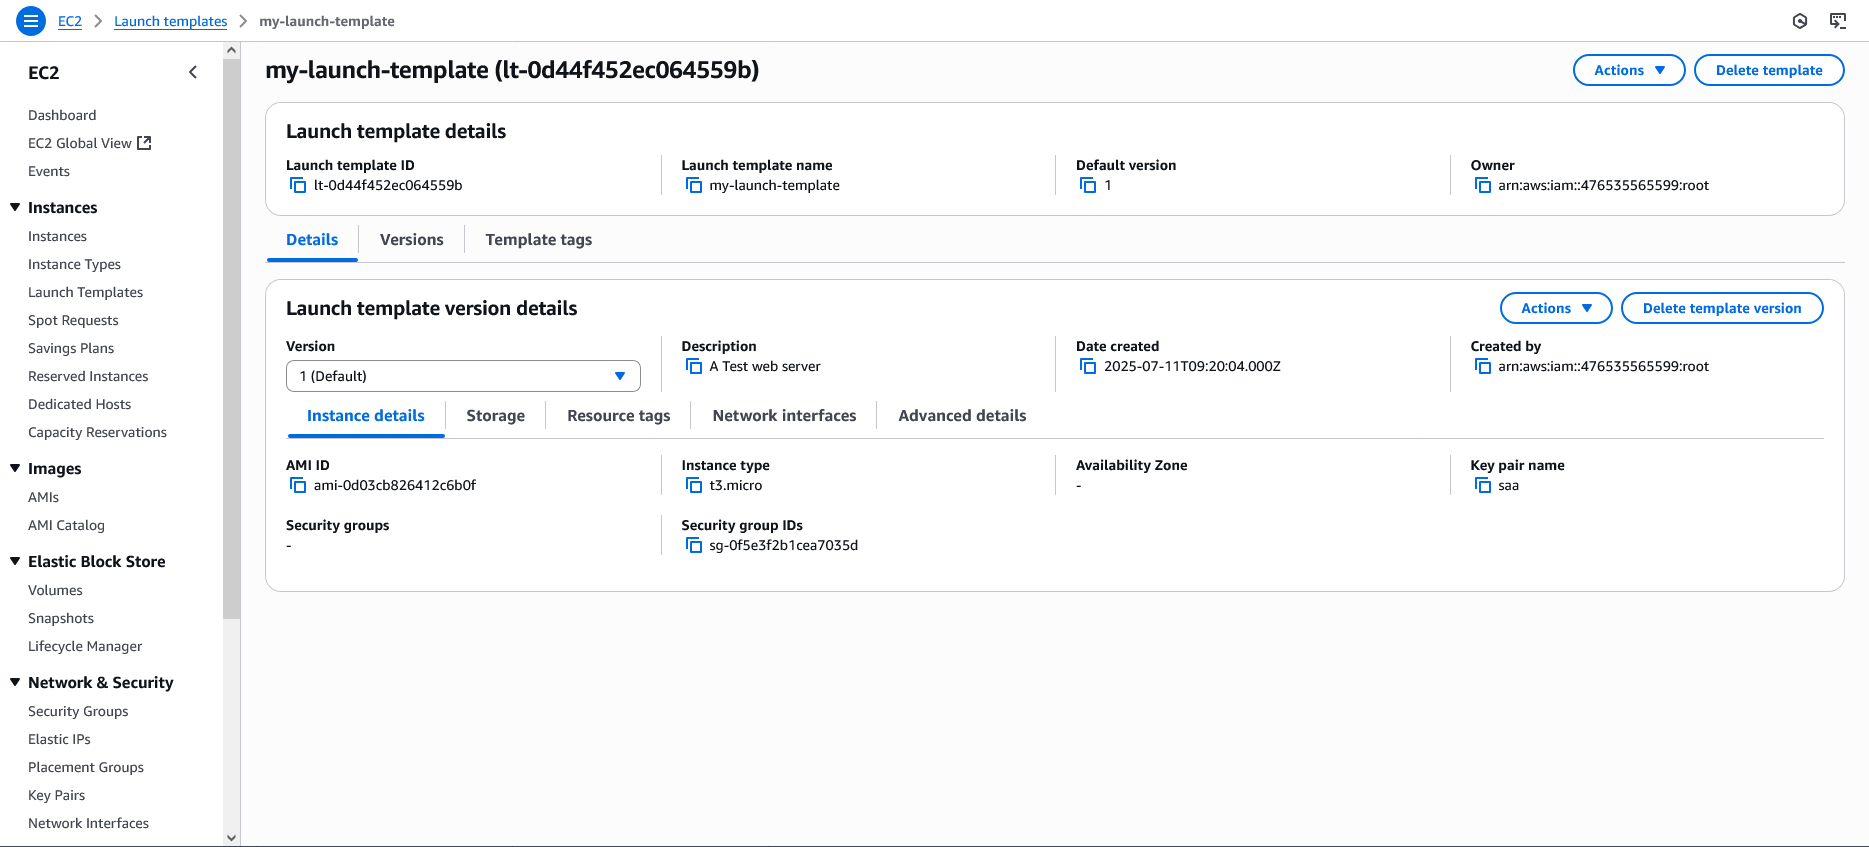 EC2 Launch templates my-launch-template
EC2
Dashboard
EC2 Global View
Events
Instances
Instances
Instance Types
Launch Templates
Spot Requests
Savings Plans
Reserved Instances
Dedicated Hosts
Capacity Reservations
Images
AMIs
AMI Catalog
Elastic Block Store
Volumes
Snapshots
Lifecycle Manager
Network & Security
Security Groups
Elastic IPs
Placement Groups
Key Pairs
Network Interfaces
my-launch-template (lt-0d44f452ec064559b)
Actions
Delete template
Launch template details
Launch template ID
lt-0d44f452ec064559b
Launch template name
my-launch-template
Default version
1
Owner
arn:aws:iam::476535565599:root
Details Versions Template tags
Launch template version details
Actions
Delete template version
Version
1 (Default)
Description
A Test web server
Date created
2025-07-11T09:20:04.000Z
Created by
arn:aws:iam::476535565599:root
Instance details Storage Resource tags Network interfaces Advanced details
AMI ID
ami-0d03cb826412c6b0f
Instance type
t3.micro
Availability Zone
-
Key pair name
saa
Security groups
-
Security group IDs
sg-0f5e3f2b1cea7035d